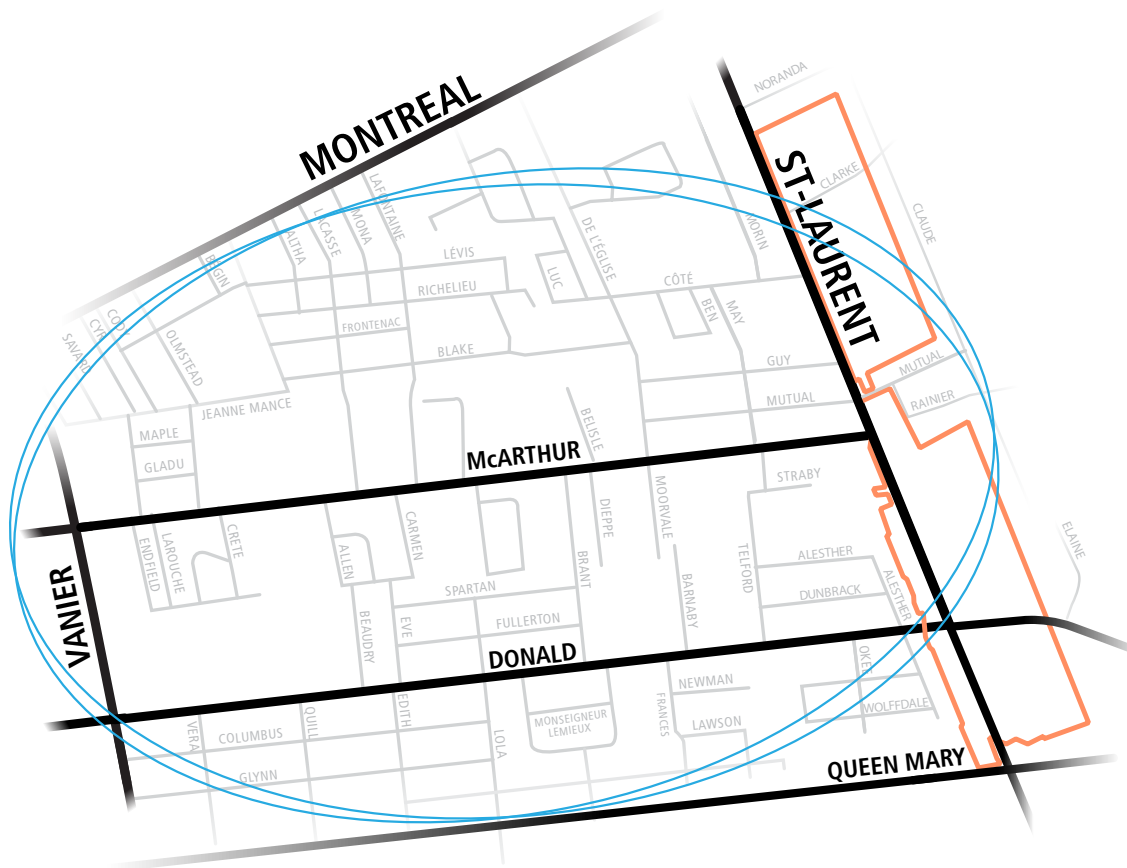 NORANDA
MONTREAL
ST-LAURENT
CLARKE
LAFONTAINE
MONA
LACASSE
ALTHA
BÉGIN
DE L'ÉGLISE
MORIN
CLAUDE
LÉVIS
LUC
RICHELIEU
CÔTÉ
BEN
MAY
CODY
CYR
SAVARD
OLMSTEAD
FRONTENAC
BLAKE
GUY
MUTUAL
MUTUAL
RAINIER
JEANNE MANCE
MAPLE
GLADU
BELISLE
McARTHUR
STRABY
MOORVALE
DIEPPE
CARMEN
CRETE
LAROUCHE
ENDFIELD
ALLEN
BRANT
TELFORD
ALESTHER
ELAINE
VANIER
SPARTAN
BARNABY
DUNBRACK
ALESTHER
BEAUDRY
EVE
FULLERTON
DONALD
OKEE
NEWMAN
WOLFFDALE
EDITH
QUILL
VERA
COLUMBUS
LOLA
MONSEIGNEUR
LEMIEUX
FRANCES
LAWSON
GLYNN
QUEEN MARY